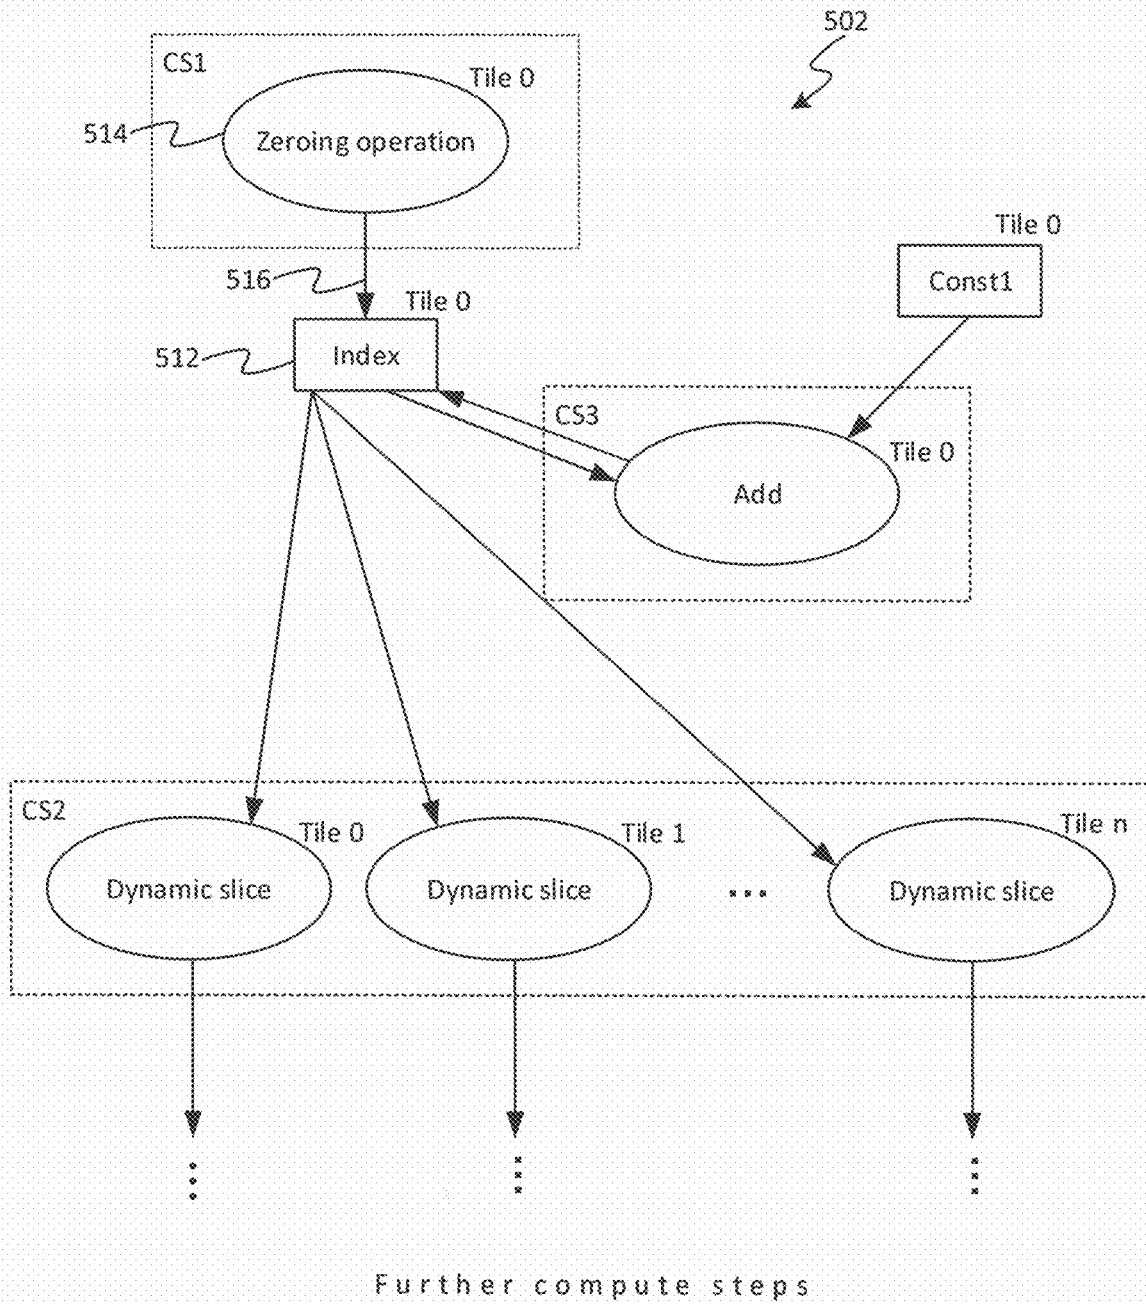 502
CS1
Tile 0
514
Zeroing operation
Tile 0
516
Const1
Tile 0
512
Index
CS3
Tile 0
Add
CS2
Tile 0
Tile 1
Tile n
Dynamic slice
Dynamic slice
...
Dynamic slice
Further compute steps